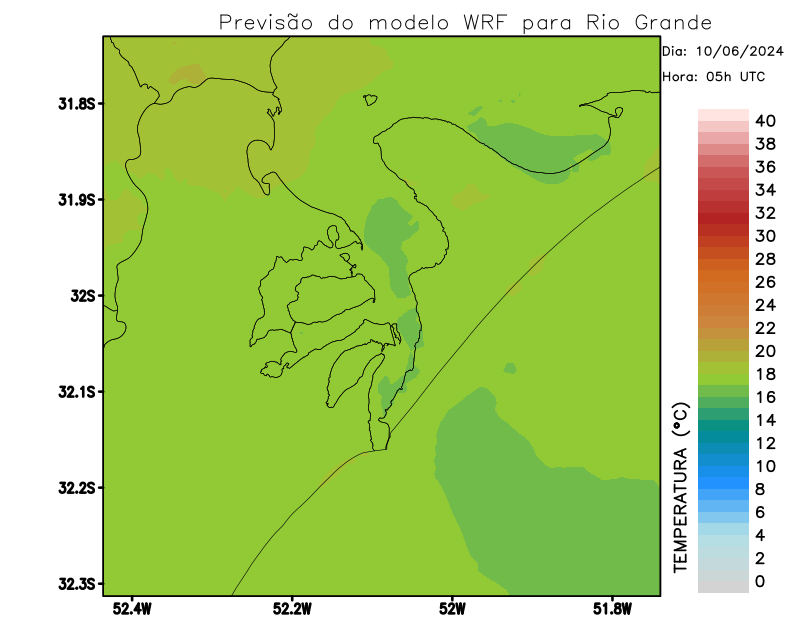 Previsão do modelo WRF para Rio Grande
Dia: 10/06/2024
Hora: 05h UTC
31.8S
31.9S
32S
32.1S
32.2S
32.3S
52.4W
52.2W
52W
51.8W
TEMPERATURA (°C)
40
38
36
34
32
30
28
26
24
22
20
18
16
14
12
10
8
6
4
2
0